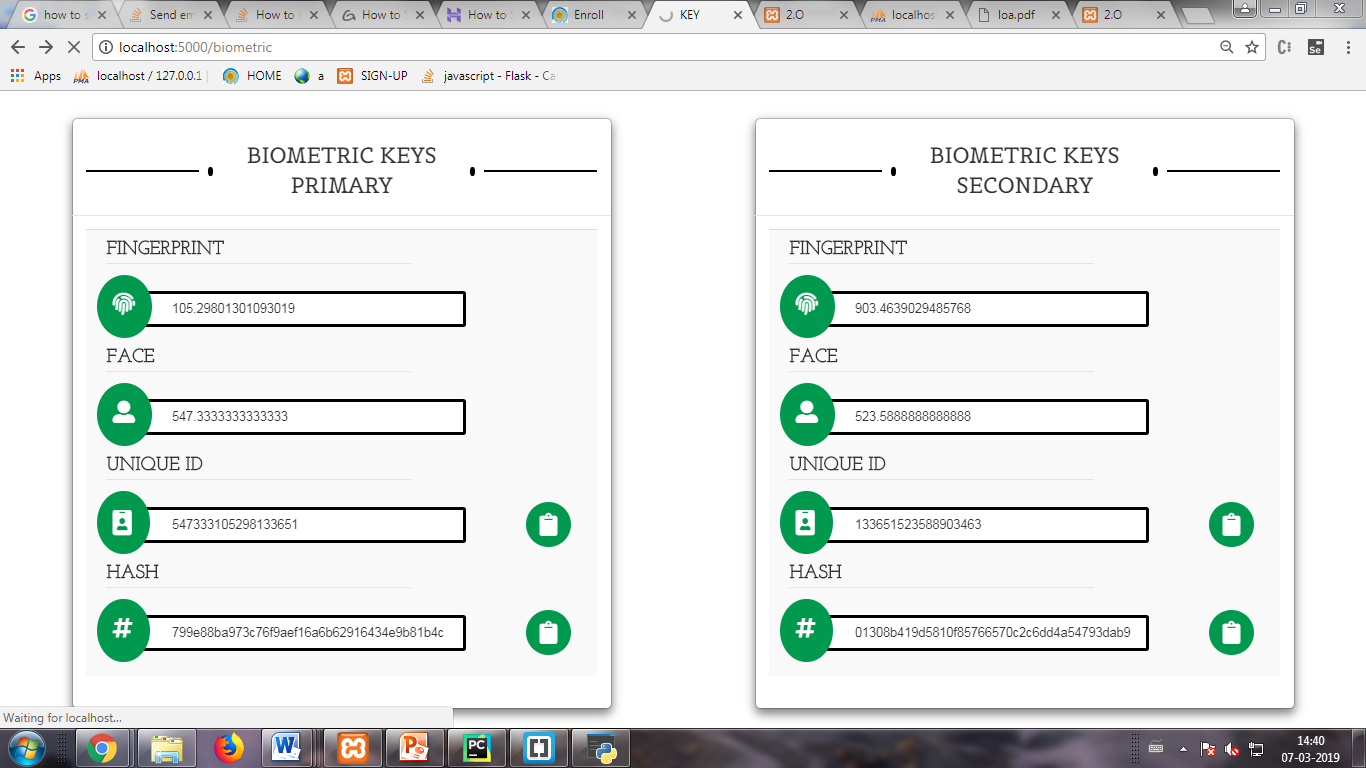 how to s
Send em
How to s
How to S
How to S
Enroll
KEY
2.O
localhos
loa.pdf
2.O
localhost:5000/biometric
Apps
localhost / 127.0.0.1
HOME
a
SIGN-UP
javascript - Flask - Ca
BIOMETRIC KEYS
PRIMARY
FINGERPRINT
105.29801301093019
FACE
547.3333333333333
UNIQUE ID
547333105298133651
HASH
799e88ba973c76f9aef16a6b62916434e9b81b4c
BIOMETRIC KEYS
SECONDARY
FINGERPRINT
903.4639029485768
FACE
523.5888888888888
UNIQUE ID
133651523588903463
HASH
01308b419d5810f85766570c2c6dd4a54793dab9
Waiting for localhost...
14:40
07-03-2019